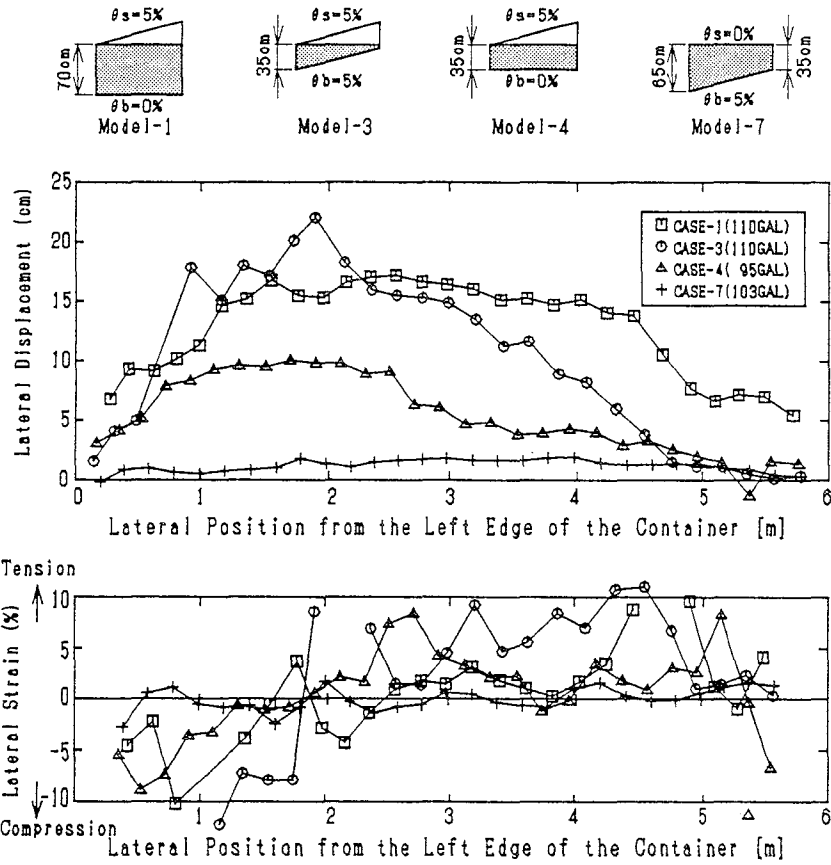 θs=5% θs=5% θs=5% θs=0%
70cm 35cm 35cm 65cm 35cm
θb=0% θb=5% θb=0% θb=5%
Model-1 Model-3 Model-4 Model-7
Lateral Displacement (cm)
25
20
15
10
5
0
CASE-1(110GAL)
CASE-3(110GAL)
CASE-4( 95GAL)
CASE-7(103GAL)
0 1 2 3 4 5 6
Lateral Position from the Left Edge of the Container [m]
Tension
Lateral Strain (%)
10
5
0
-5
-10
Compression
0 1 2 3 4 5 6
Lateral Position from the Left Edge of the Container [m]